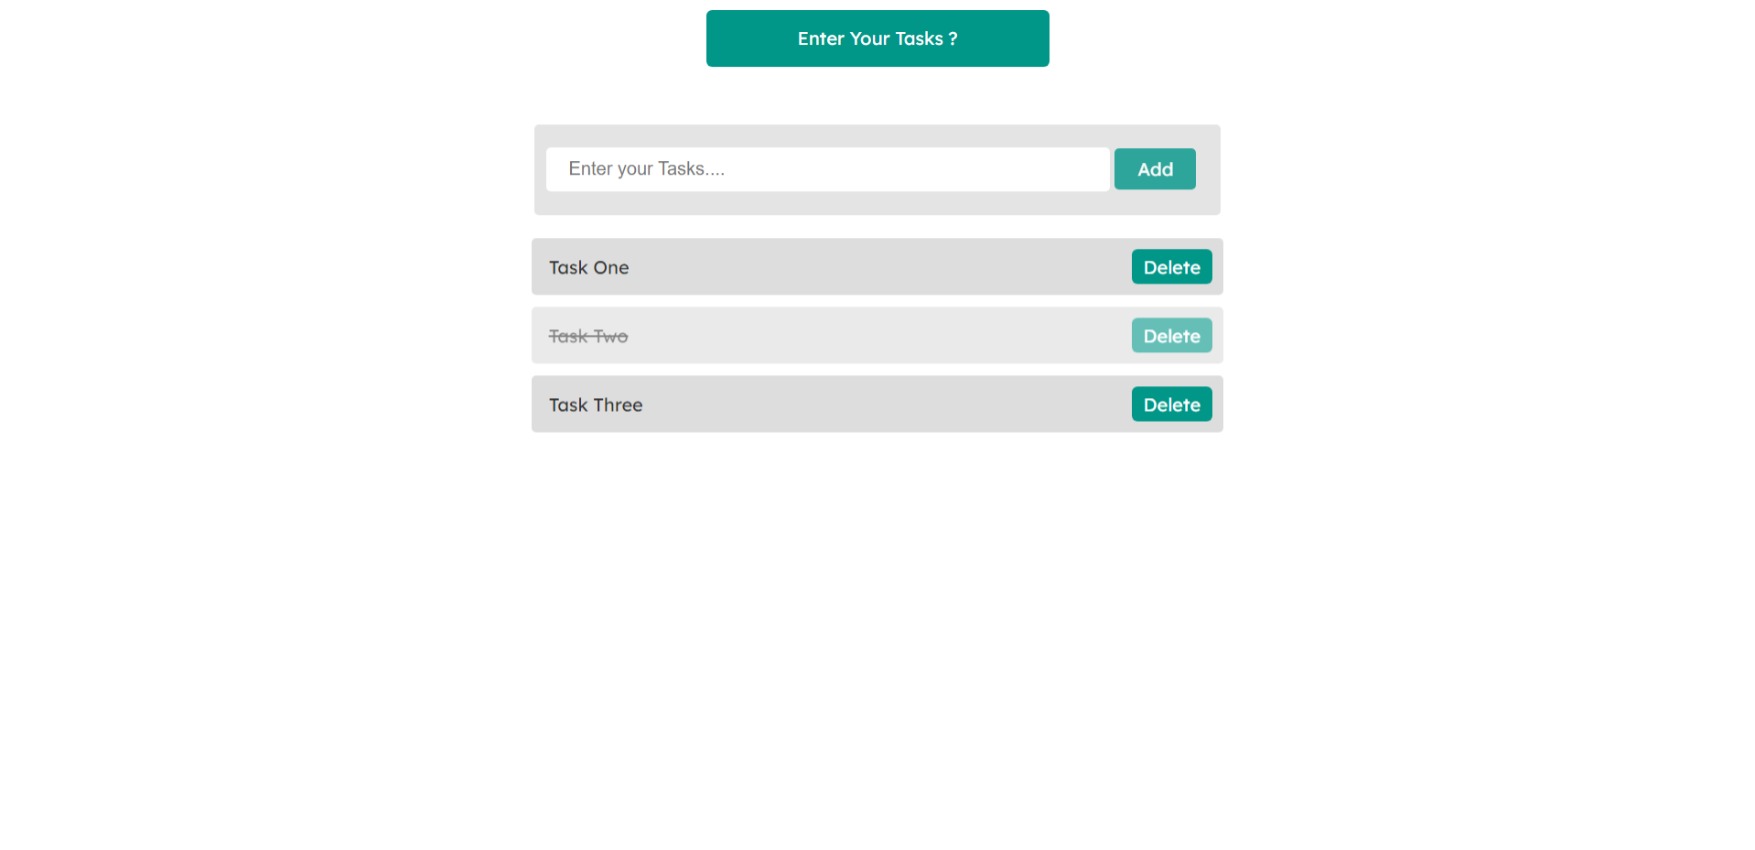 Enter Your Tasks ?
Enter your Tasks.... Add
Task One Delete
Task Two Delete
Task Three Delete